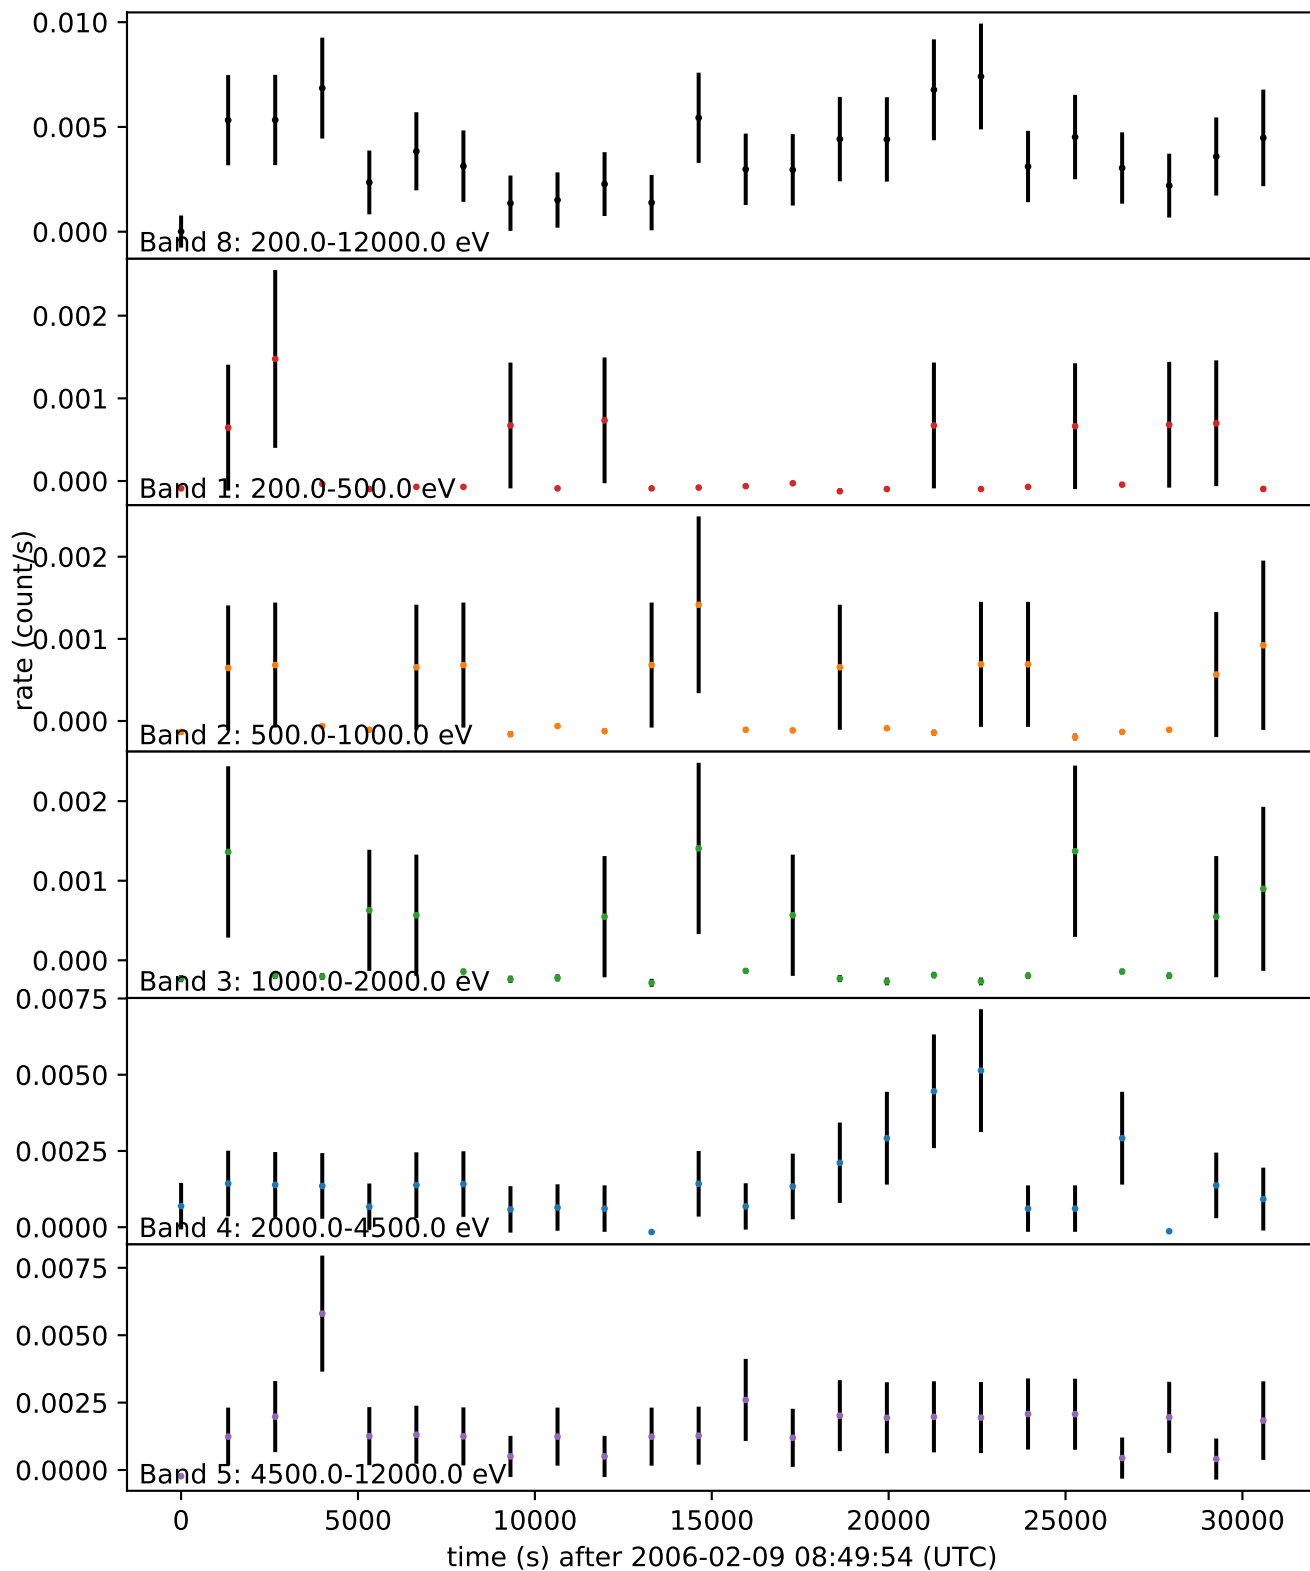 0.010
0.005
0.000
Band 8: 200.0-12000.0 eV
0.002
0.001
0.000
Band 1: 200.0-500.0 eV
rate (count/s)
0.002
0.001
0.000
Band 2: 500.0-1000.0 eV
0.002
0.001
0.000
Band 3: 1000.0-2000.0 eV
0.0075
0.0050
0.0025
0.0000
Band 4: 2000.0-4500.0 eV
0.0075
0.0050
0.0025
0.0000
Band 5: 4500.0-12000.0 eV
0 5000 10000 15000 20000 25000 30000
time (s) after 2006-02-09 08:49:54 (UTC)